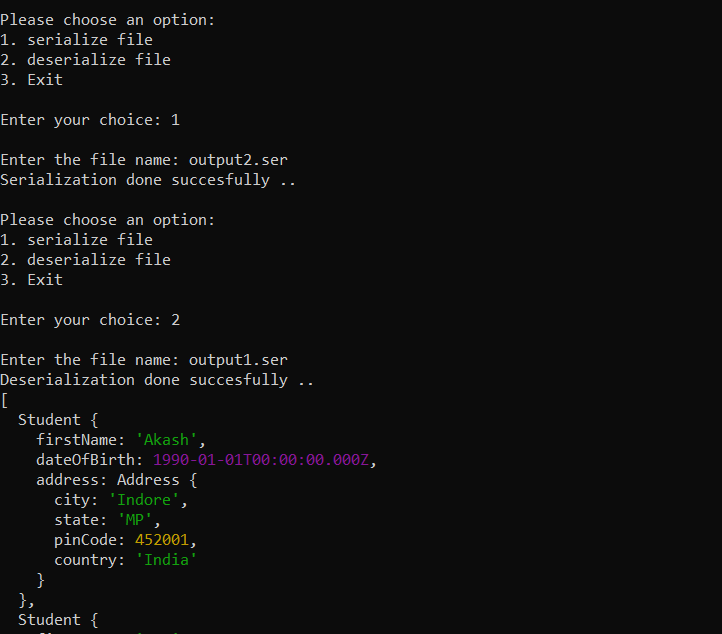 Please choose an option:
1. serialize file
2. deserialize file
3. Exit
Enter your choice: 1
Enter the file name: output2.ser
Serialization done succesfully ..
Please choose an option:
1. serialize file
2. deserialize file
3. Exit
Enter your choice: 2
Enter the file name: output1.ser
Deserialization done succesfully ..
[
  Student {
    firstName: 'Akash',
    dateOfBirth: 1990-01-01T00:00:00.000Z,
    address: Address {
      city: 'Indore',
      state: 'MP',
      pinCode: 452001,
      country: 'India'
    }
  },
  Student {